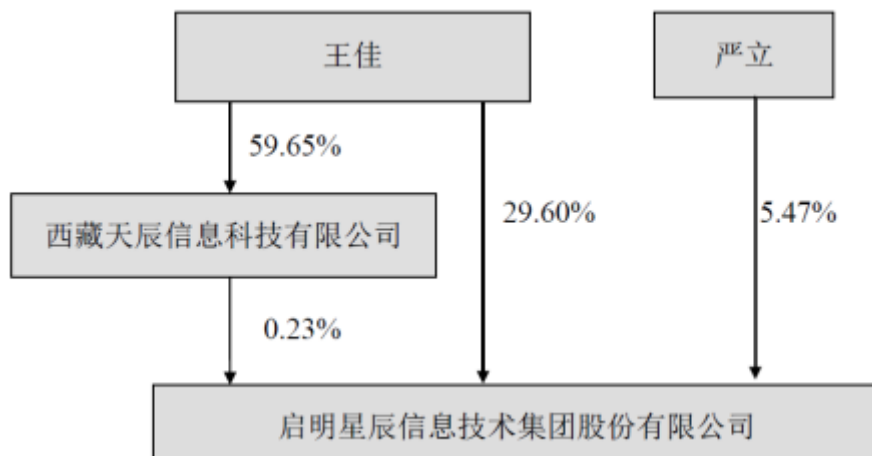 王佳
严立
59.65%
西藏天辰信息科技有限公司
29.60%
5.47%
0.23%
启明星辰信息技术集团股份有限公司